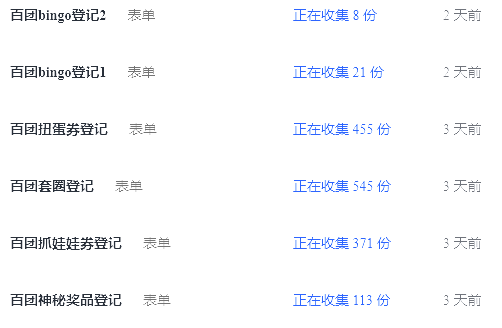 百团bingo登记2 表单 正在收集 8 份 2 天前
百团bingo登记1 表单 正在收集 21 份 2 天前
百团扭蛋券登记 表单 正在收集 455 份 3 天前
百团套圈登记 表单 正在收集 545 份 3 天前
百团抓娃娃券登记 表单 正在收集 371 份 3 天前
百团神秘奖品登记 表单 正在收集 113 份 3 天前